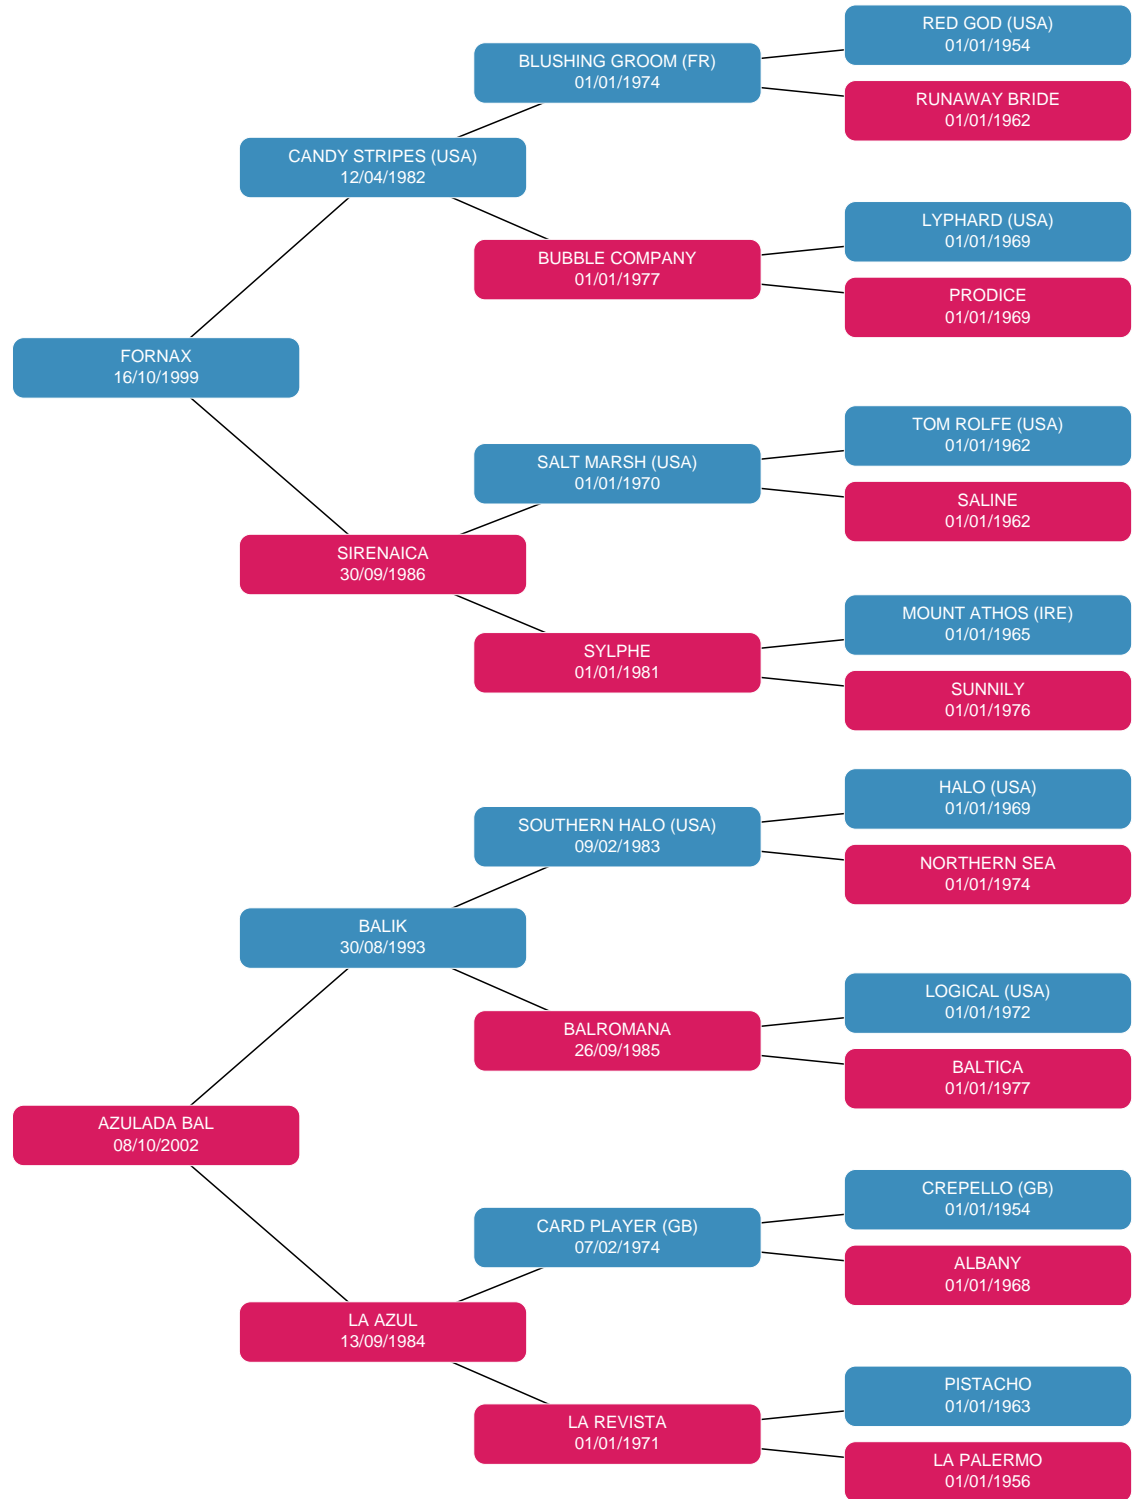 RED GOD (USA)
01/01/1954
BLUSHING GROOM (FR)
01/01/1974
RUNAWAY BRIDE
01/01/1962
CANDY STRIPES (USA)
12/04/1982
LYPHARD (USA)
01/01/1969
BUBBLE COMPANY
01/01/1977
PRODICE
01/01/1969
FORNAX
16/10/1999
TOM ROLFE (USA)
01/01/1962
SALT MARSH (USA)
01/01/1970
SALINE
01/01/1962
SIRENAICA
30/09/1986
MOUNT ATHOS (IRE)
01/01/1965
SYLPHE
01/01/1981
SUNNILY
01/01/1976
HALO (USA)
01/01/1969
SOUTHERN HALO (USA)
09/02/1983
NORTHERN SEA
01/01/1974
BALIK
30/08/1993
LOGICAL (USA)
01/01/1972
BALROMANA
26/09/1985
BALTICA
01/01/1977
AZULADA BAL
08/10/2002
CREPELLO (GB)
01/01/1954
CARD PLAYER (GB)
07/02/1974
ALBANY
01/01/1968
LA AZUL
13/09/1984
PISTACHO
01/01/1963
LA REVISTA
01/01/1971
LA PALERMO
01/01/1956